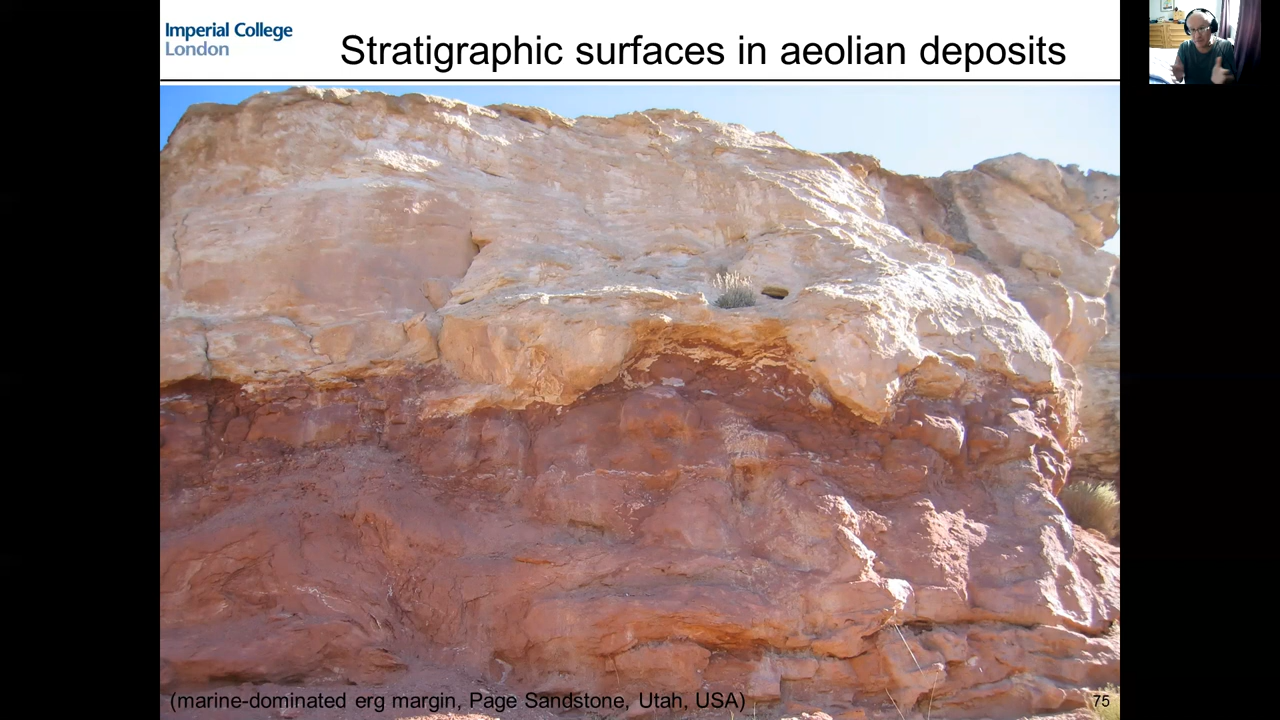 Imperial College
London
Stratigraphic surfaces in aeolian deposits
(marine-dominated erg margin, Page Sandstone, Utah, USA)
75